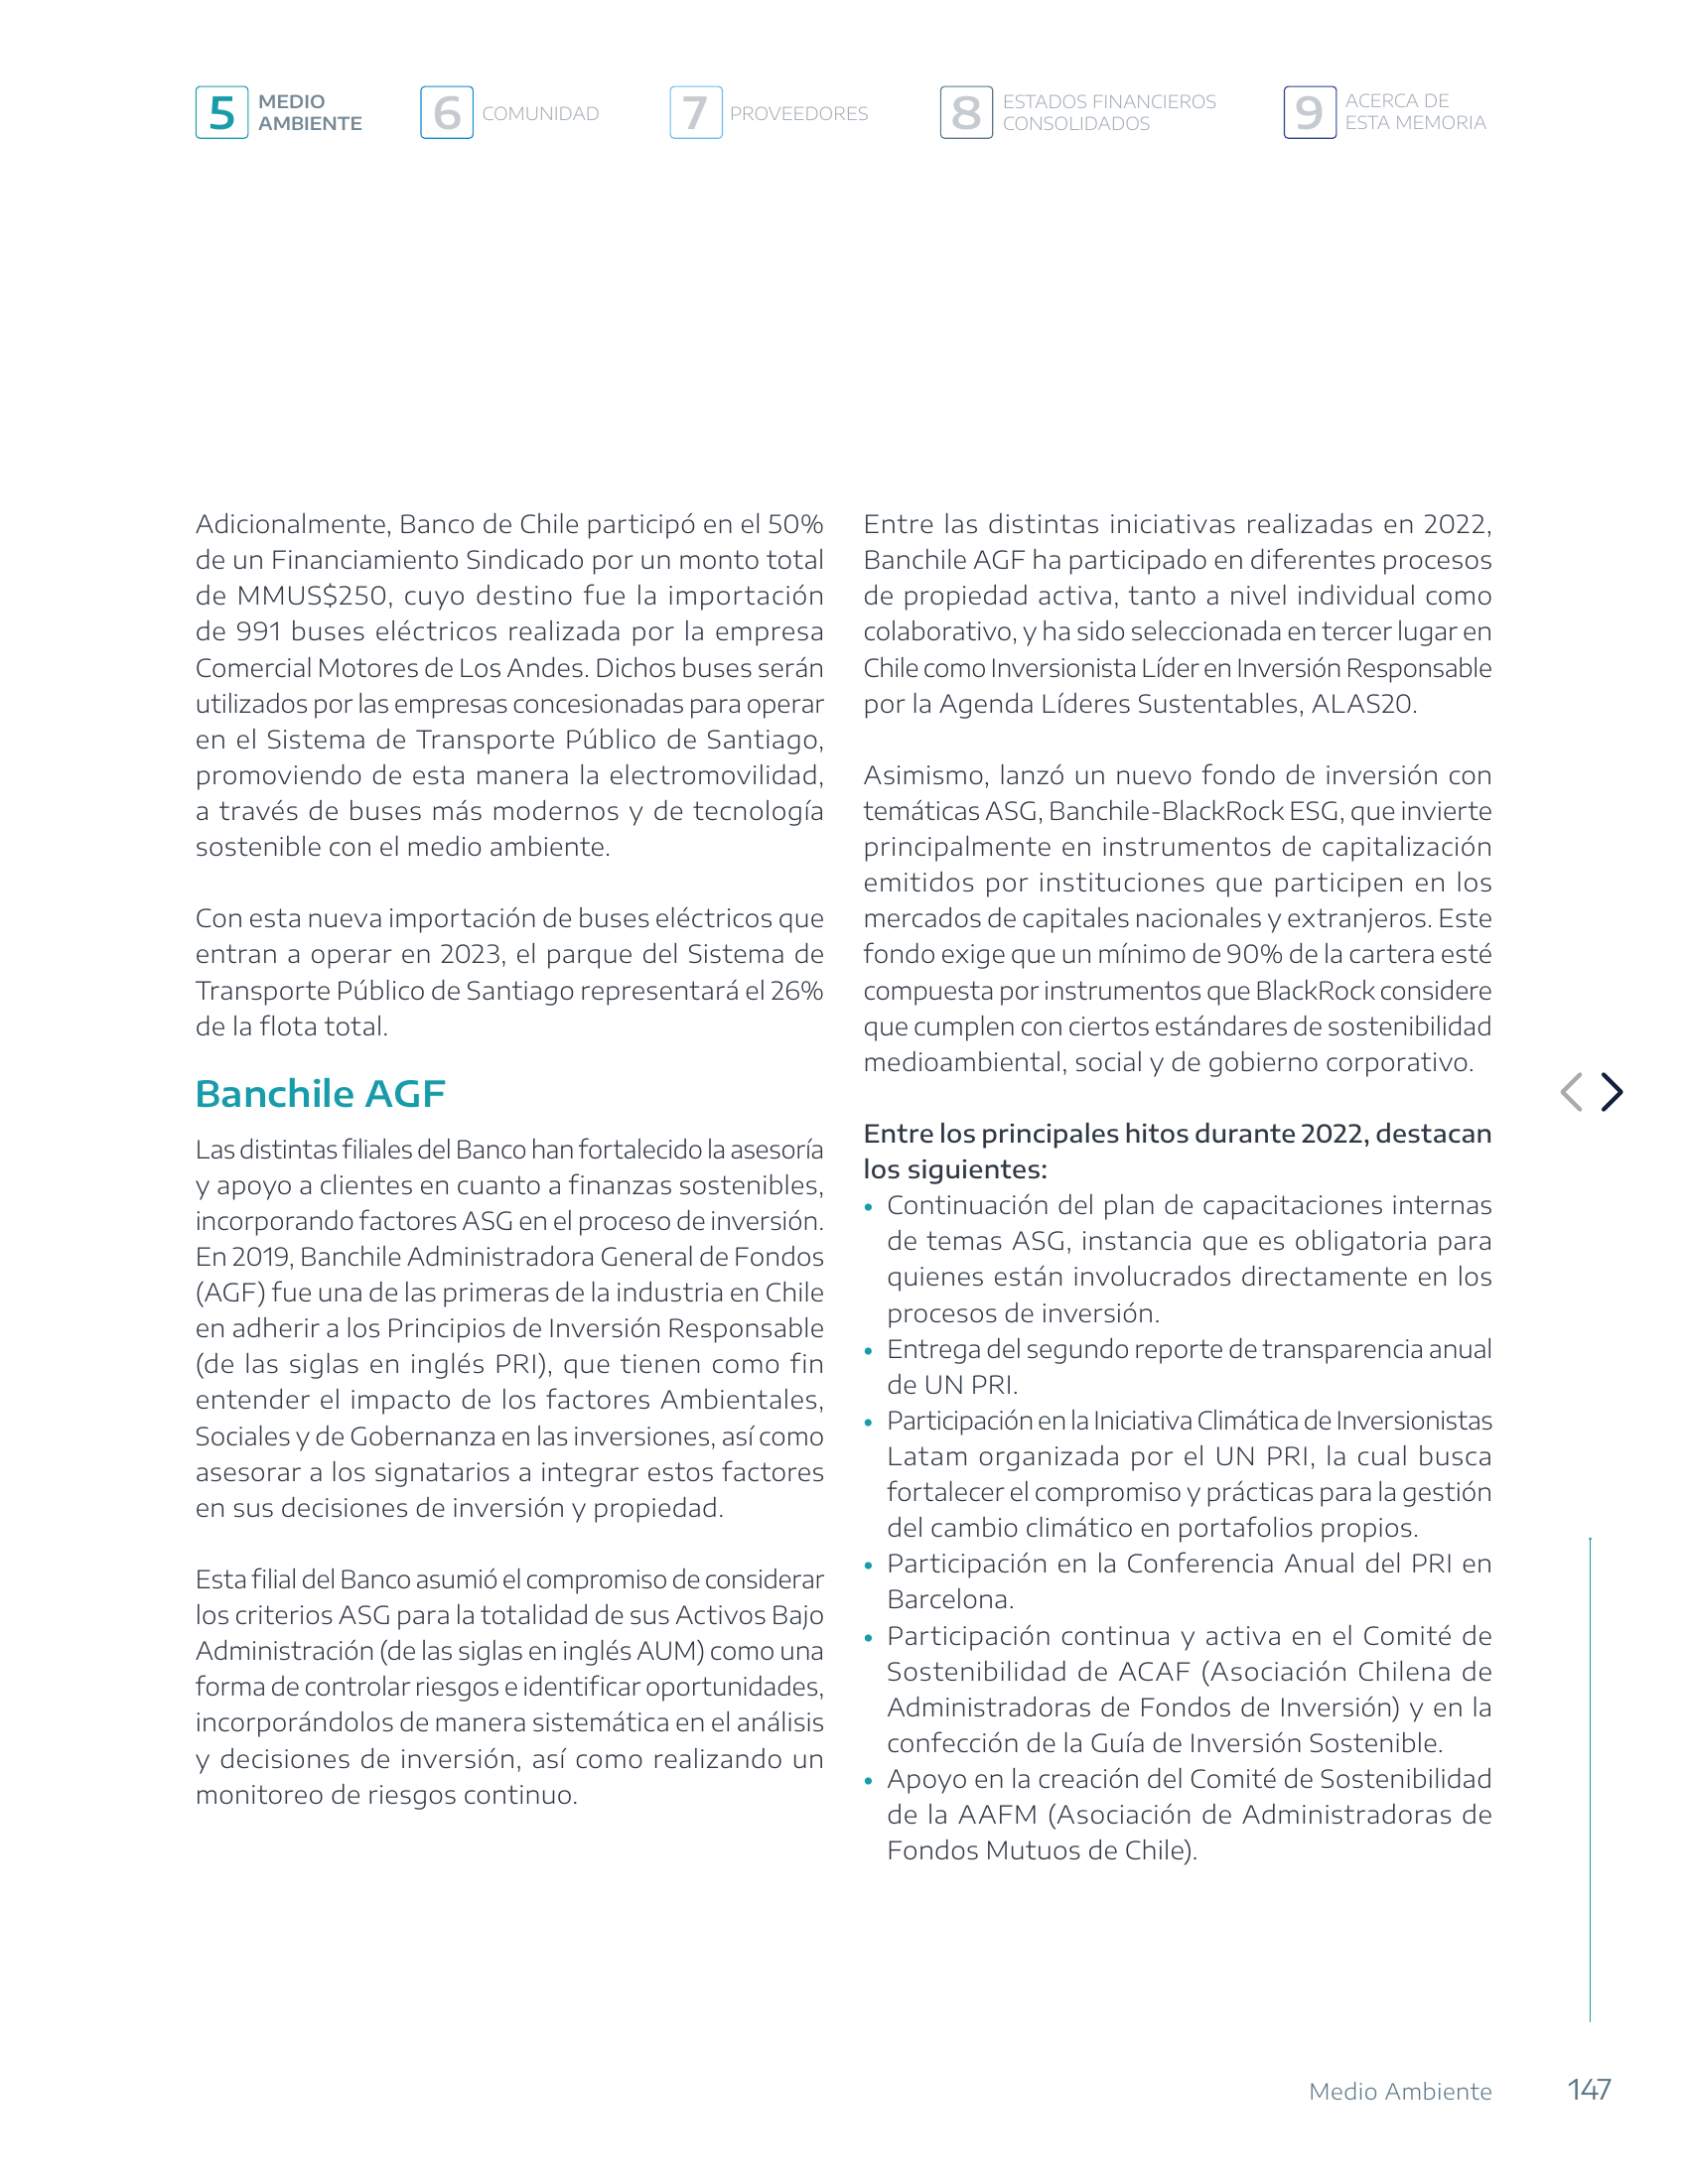 5 MEDIO
AMBIENTE
6 COMUNIDAD
7 PROVEEDORES
8 ESTADOS FINANCIEROS
CONSOLIDADOS
9 ACERCA DE
ESTA MEMORIA
Adicionalmente, Banco de Chile participó en el 50%
de un Financiamiento Sindicado por un monto total
de MMUS$250, cuyo destino fue la importación
de 991 buses eléctricos realizada por la empresa
Comercial Motores de Los Andes. Dichos buses serán
utilizados por las empresas concesionadas para operar
en el Sistema de Transporte Público de Santiago,
promoviendo de esta manera la electromovilidad,
a través de buses más modernos y de tecnología
sostenible con el medio ambiente.
Con esta nueva importación de buses eléctricos que
entran a operar en 2023, el parque del Sistema de
Transporte Público de Santiago representará el 26%
de la flota total.
Banchile AGF
Las distintas filiales del Banco han fortalecido la asesoría
y apoyo a clientes en cuanto a finanzas sostenibles,
incorporando factores ASG en el proceso de inversión.
En 2019, Banchile Administradora General de Fondos
(AGF) fue una de las primeras de la industria en Chile
en adherir a los Principios de Inversión Responsable
(de las siglas en inglés PRI), que tienen como fin
entender el impacto de los factores Ambientales,
Sociales y de Gobernanza en las inversiones, así como
asesorar a los signatarios a integrar estos factores
en sus decisiones de inversión y propiedad.
Esta filial del Banco asumió el compromiso de considerar
los criterios ASG para la totalidad de sus Activos Bajo
Administración (de las siglas en inglés AUM) como una
forma de controlar riesgos e identificar oportunidades,
incorporándolos de manera sistemática en el análisis
y decisiones de inversión, así como realizando un
monitoreo de riesgos continuo.
Entre las distintas iniciativas realizadas en 2022,
Banchile AGF ha participado en diferentes procesos
de propiedad activa, tanto a nivel individual como
colaborativo, y ha sido seleccionada en tercer lugar en
Chile como Inversionista Líder en Inversión Responsable
por la Agenda Líderes Sustentables, ALAS20.
Asimismo, lanzó un nuevo fondo de inversión con
temáticas ASG, Banchile-BlackRock ESG, que invierte
principalmente en instrumentos de capitalización
emitidos por instituciones que participen en los
mercados de capitales nacionales y extranjeros. Este
fondo exige que un mínimo de 90% de la cartera esté
compuesta por instrumentos que BlackRock considere
que cumplen con ciertos estándares de sostenibilidad
medioambiental, social y de gobierno corporativo.
Entre los principales hitos durante 2022, destacan
los siguientes:
• Continuación del plan de capacitaciones internas
de temas ASG, instancia que es obligatoria para
quienes están involucrados directamente en los
procesos de inversión.
• Entrega del segundo reporte de transparencia anual
de UN PRI.
• Participación en la Iniciativa Climática de Inversionistas
Latam organizada por el UN PRI, la cual busca
fortalecer el compromiso y prácticas para la gestión
del cambio climático en portafolios propios.
• Participación en la Conferencia Anual del PRI en
Barcelona.
• Participación continua y activa en el Comité de
Sostenibilidad de ACAF (Asociación Chilena de
Administradoras de Fondos de Inversión) y en la
confección de la Guía de Inversión Sostenible.
• Apoyo en la creación del Comité de Sostenibilidad
de la AAFM (Asociación de Administradoras de
Fondos Mutuos de Chile).
Medio Ambiente 147